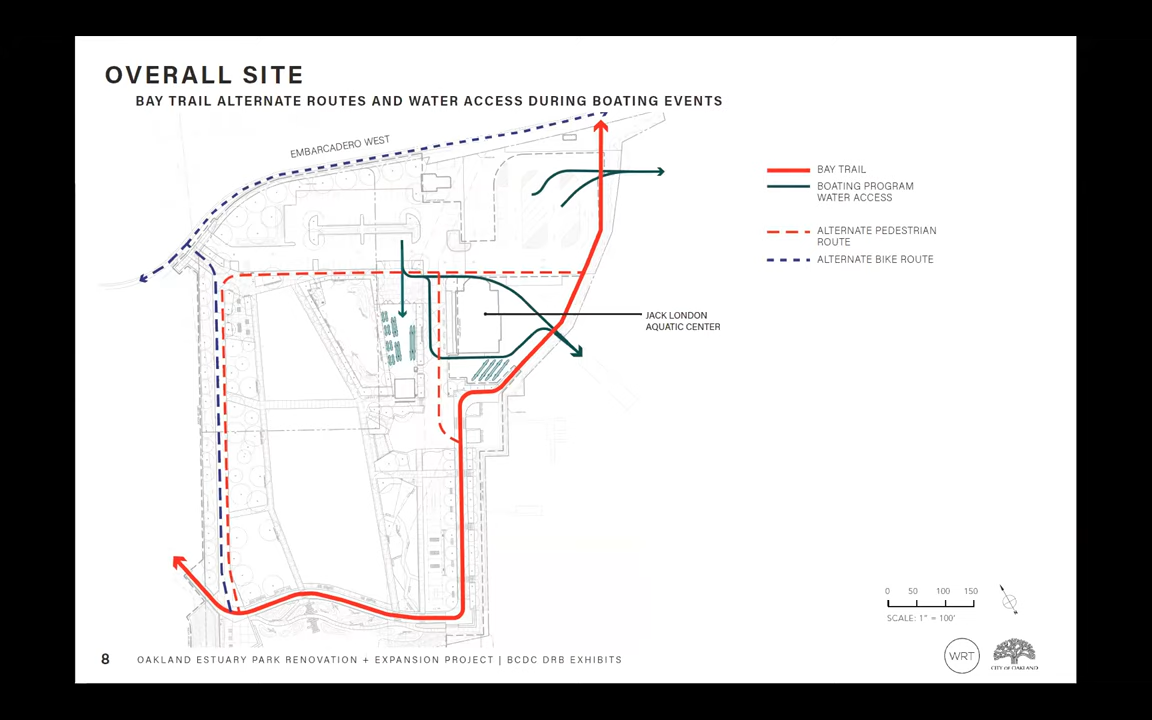 OVERALL SITE
BAY TRAIL ALTERNATE ROUTES AND WATER ACCESS DURING BOATING EVENTS
EMBARCADERO WEST
BAY TRAIL
BOATING PROGRAM
WATER ACCESS
ALTERNATE PEDESTRIAN
ROUTE
ALTERNATE BIKE ROUTE
JACK LONDON
AQUATIC CENTER
0 50 100 150
SCALE: 1" = 100'
8 OAKLAND ESTUARY PARK RENOVATION + EXPANSION PROJECT | BCDC DRB EXHIBITS
WRT
CITY OF OAKLAND